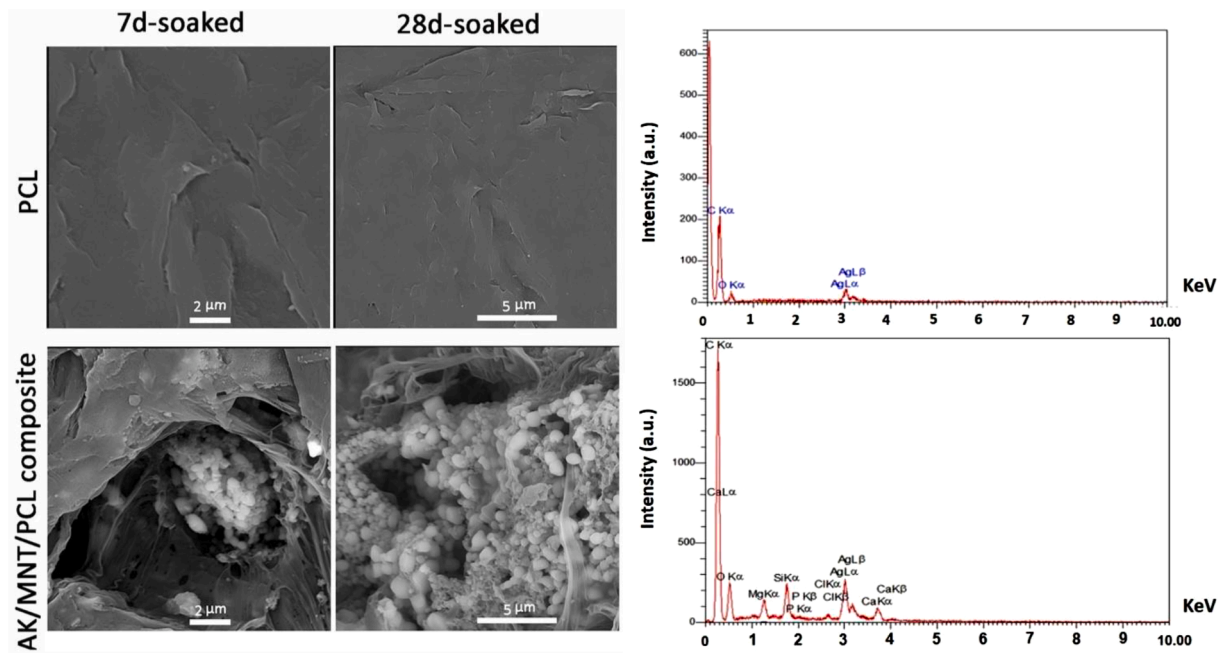 7d-soaked 28d-soaked
PCL
2 μm
5 μm
AK/MNT/PCL composite
2 μm
5 μm
Intensity (a.u.)
600
500
400
300
200
100
0
C Kα
O Kα
AgLβ
AgLα
KeV
0 1 2 3 4 5 6 7 8 9 10.00
Intensity (a.u.)
1500
1000
500
0
C Kα
CaLα
O Kα
MgKα
SiKα
P Kβ
P Kα
ClKα
ClKβ
AgLβ
AgLα
CaKβ
CaKα
KeV
0 1 2 3 4 5 6 7 8 9 10.00